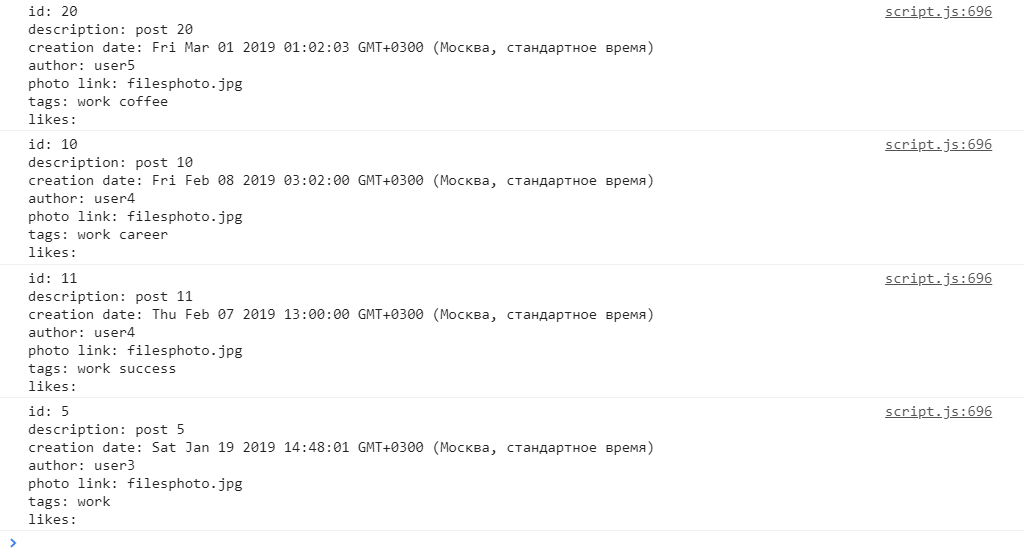 id: 20 script.js:696
description: post 20
creation date: Fri Mar 01 2019 01:02:03 GMT+0300 (Москва, стандартное время)
author: user5
photo link: filesphoto.jpg
tags: work coffee
likes:
id: 10 script.js:696
description: post 10
creation date: Fri Feb 08 2019 03:02:00 GMT+0300 (Москва, стандартное время)
author: user4
photo link: filesphoto.jpg
tags: work career
likes:
id: 11 script.js:696
description: post 11
creation date: Thu Feb 07 2019 13:00:00 GMT+0300 (Москва, стандартное время)
author: user4
photo link: filesphoto.jpg
tags: work success
likes:
id: 5 script.js:696
description: post 5
creation date: Sat Jan 19 2019 14:48:01 GMT+0300 (Москва, стандартное время)
author: user3
photo link: filesphoto.jpg
tags: work
likes: